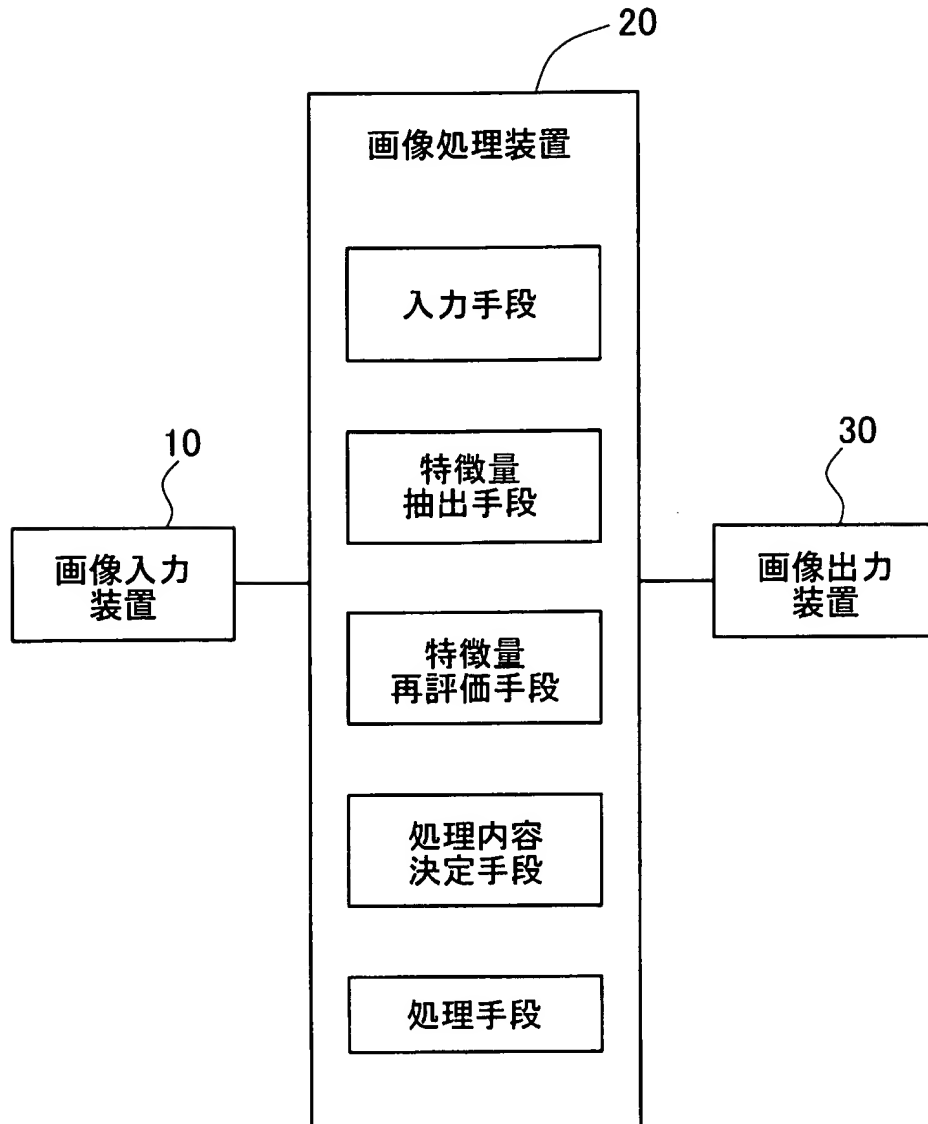 20
画像処理装置
入力手段
特徴量
抽出手段
特徴量
再評価手段
処理内容
決定手段
処理手段
10
画像入力
装置
30
画像出力
装置